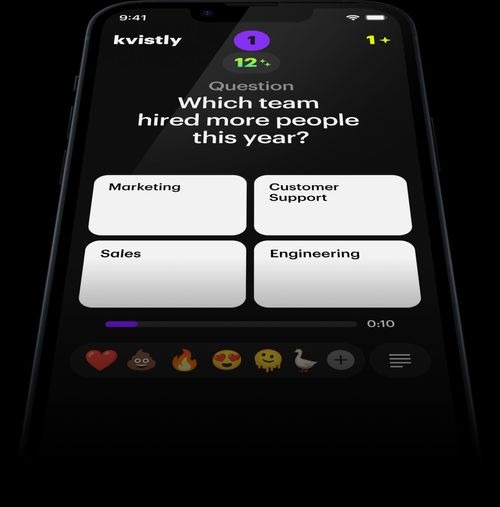 9:41
kvistly
1
1
12
Question
Which team
hired more people
this year?
Marketing
Customer
Support
Sales
Engineering
0:10